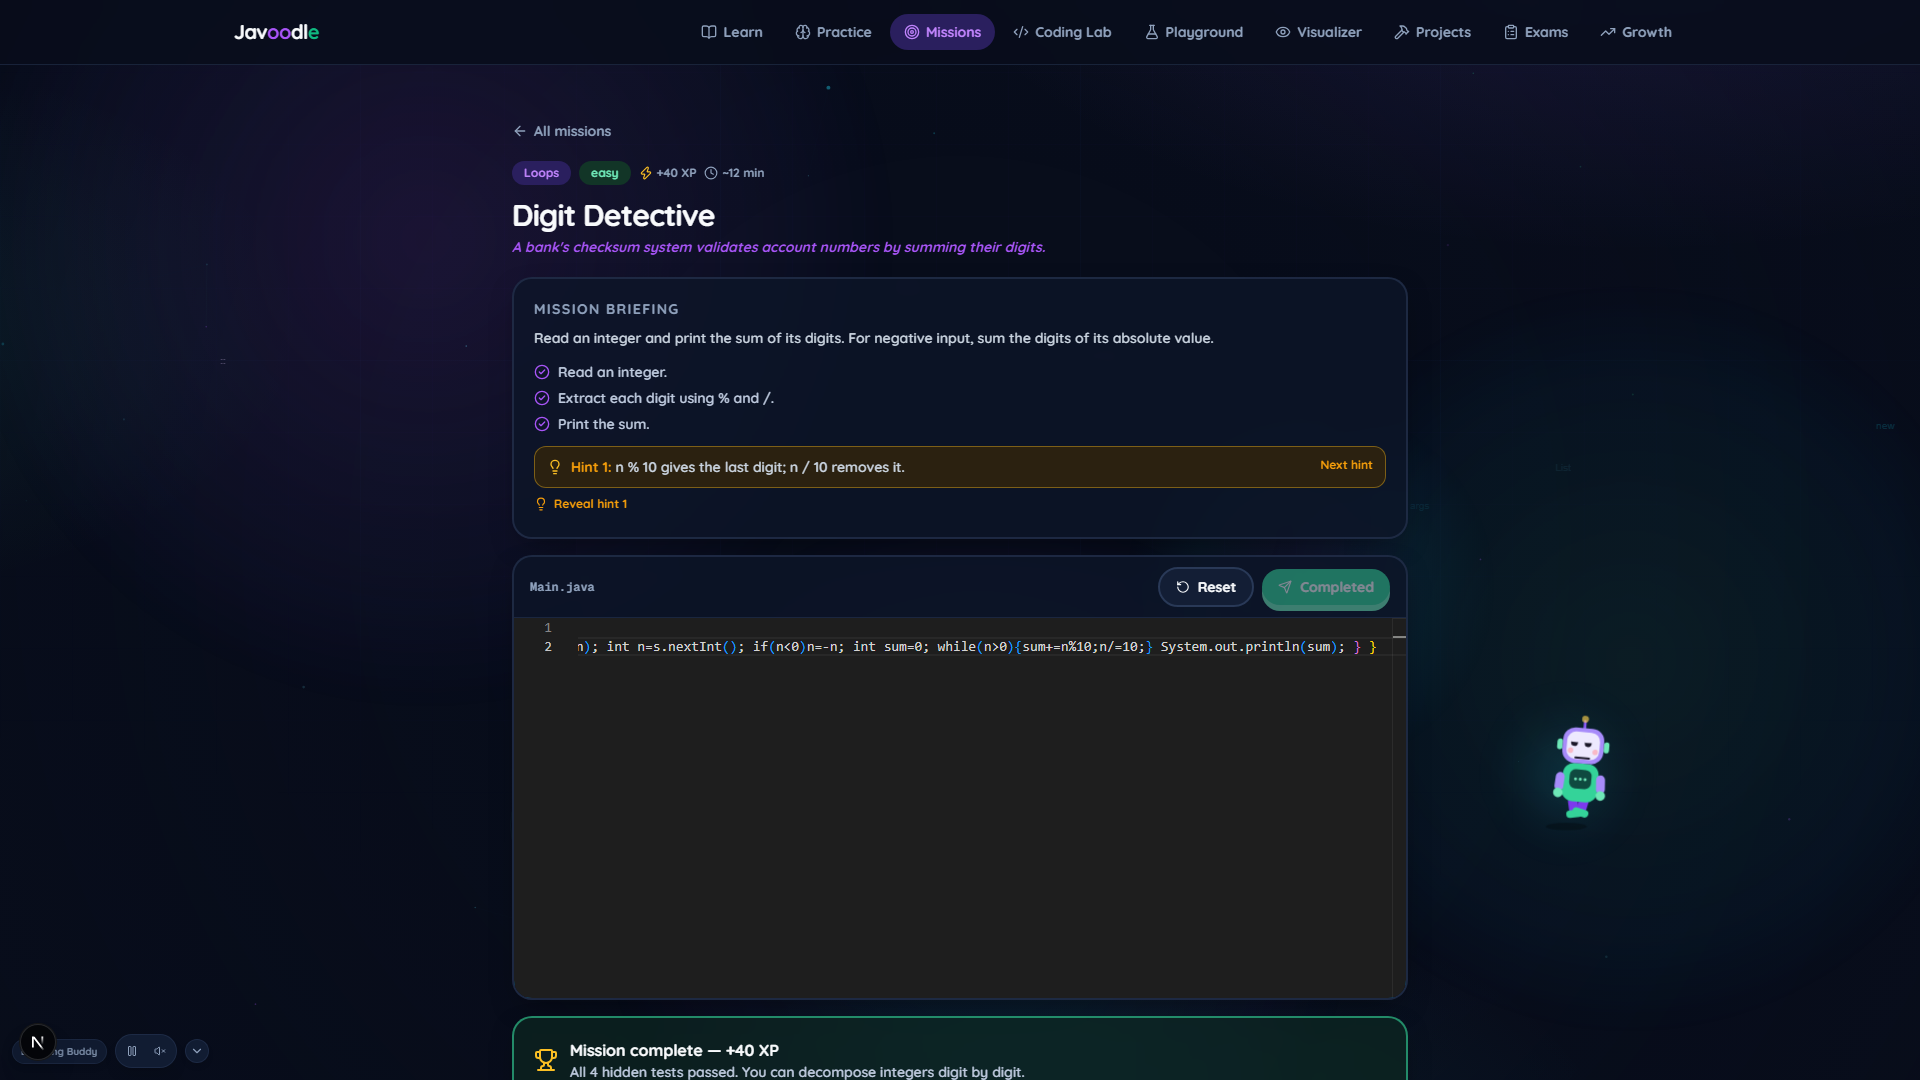 Javoodle
Learn
Practice
Missions
Coding Lab
Playground
Visualizer
Projects
Exams
Growth
All missions
Loops
easy
+40 XP
~12 min
Digit Detective
A bank's checksum system validates account numbers by summing their digits.
MISSION BRIEFING
Read an integer and print the sum of its digits. For negative input, sum the digits of its absolute value.
Read an integer.
Extract each digit using % and /.
Print the sum.
Hint 1: n % 10 gives the last digit; n / 10 removes it.
Next hint
Reveal hint 1
new
args
Main.java
Reset
Completed
1
2
n); int n=s.nextInt(); if(n<0)n=-n; int sum=0; while(n>0){sum+=n%10;n/=10;} System.out.println(sum); } }
N
ng Buddy
Mission complete — +40 XP
All 4 hidden tests passed. You can decompose integers digit by digit.